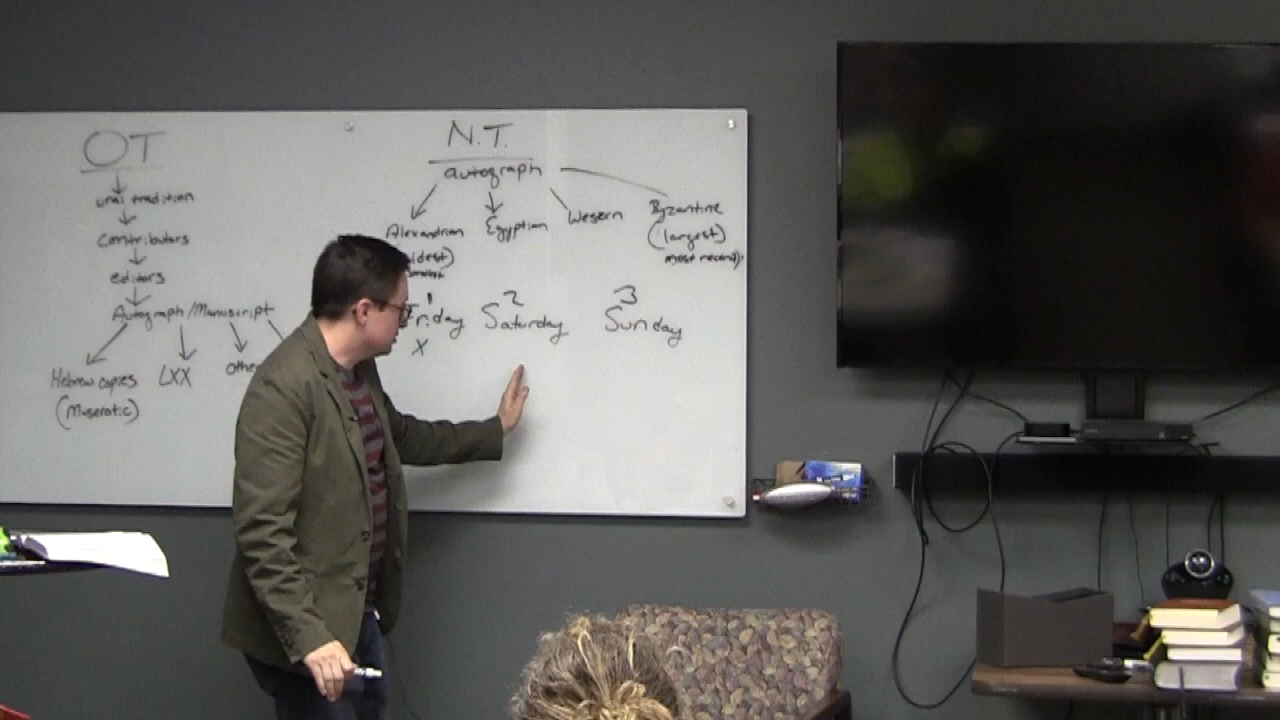 OT
oral tradition
contributors
editors
Autograph/Manuscript
Hebrew copies LXX
(Maserotic)
N.T.
autograph
Alexandrian Egyptian Western Byzantine
(largest)
most recent)
1 2 3
Friday Saturday Sunday
X